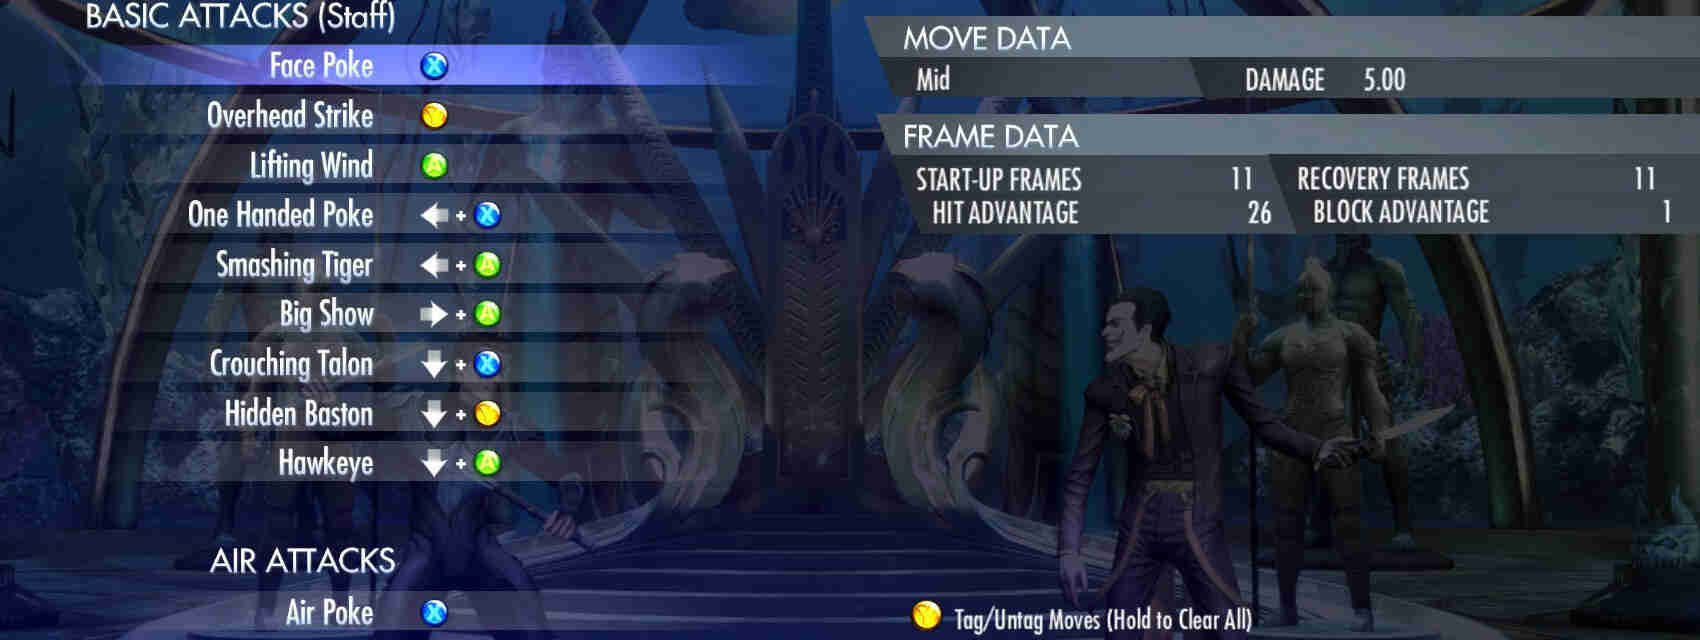 BASIC ATTACKS (Staff)
Face Poke X
Overhead Strike Y
Lifting Wind A
One Handed Poke + X
Smashing Tiger + A
Big Show + A
Crouching Talon + X
Hidden Baston + Y
Hawkeye + A
AIR ATTACKS
Air Poke X
MOVE DATA
Mid DAMAGE 5.00
FRAME DATA
START-UP FRAMES 11 RECOVERY FRAMES 11
HIT ADVANTAGE 26 BLOCK ADVANTAGE 1
Y Tag/Untag Moves (Hold to Clear All)